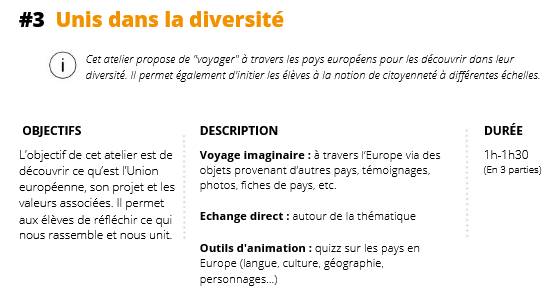 #3 Unis dans la diversité
i
Cet atelier propose de "voyager" à travers les pays européens pour les découvrir dans leur
diversité. Il permet également d'initier les élèves à la notion de citoyenneté à différentes échelles.
OBJECTIFS
L'objectif de cet atelier est de
découvrir ce qu'est l'Union
européenne, son projet et les
valeurs associées. Il permet
aux élèves de réfléchir ce qui
nous rassemble et nous unit.
DESCRIPTION
Voyage imaginaire : à travers l'Europe via des
objets provenant d'autres pays, témoignages,
photos, fiches de pays, etc.
Echange direct : autour de la thématique
Outils d'animation : quizz sur les pays en
Europe (langue, culture, géographie,
personnages...)
DURÉE
1h-1h30
(En 3 parties)